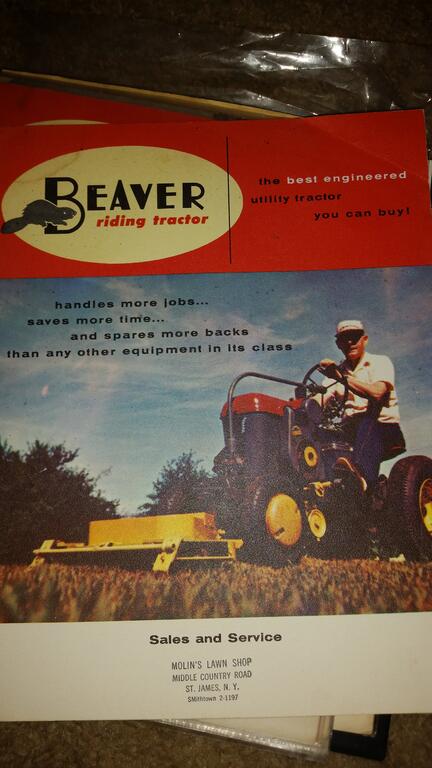 BEAVER
riding tractor
the best engineered
utility tractor
you can buy!
handles more jobs...
saves more time...
and spares more backs
than any other equipment in its class
Sales and Service
MOLIN'S LAWN SHOP
MIDDLE COUNTRY ROAD
ST. JAMES, N. Y.
SMithtown 2-1197